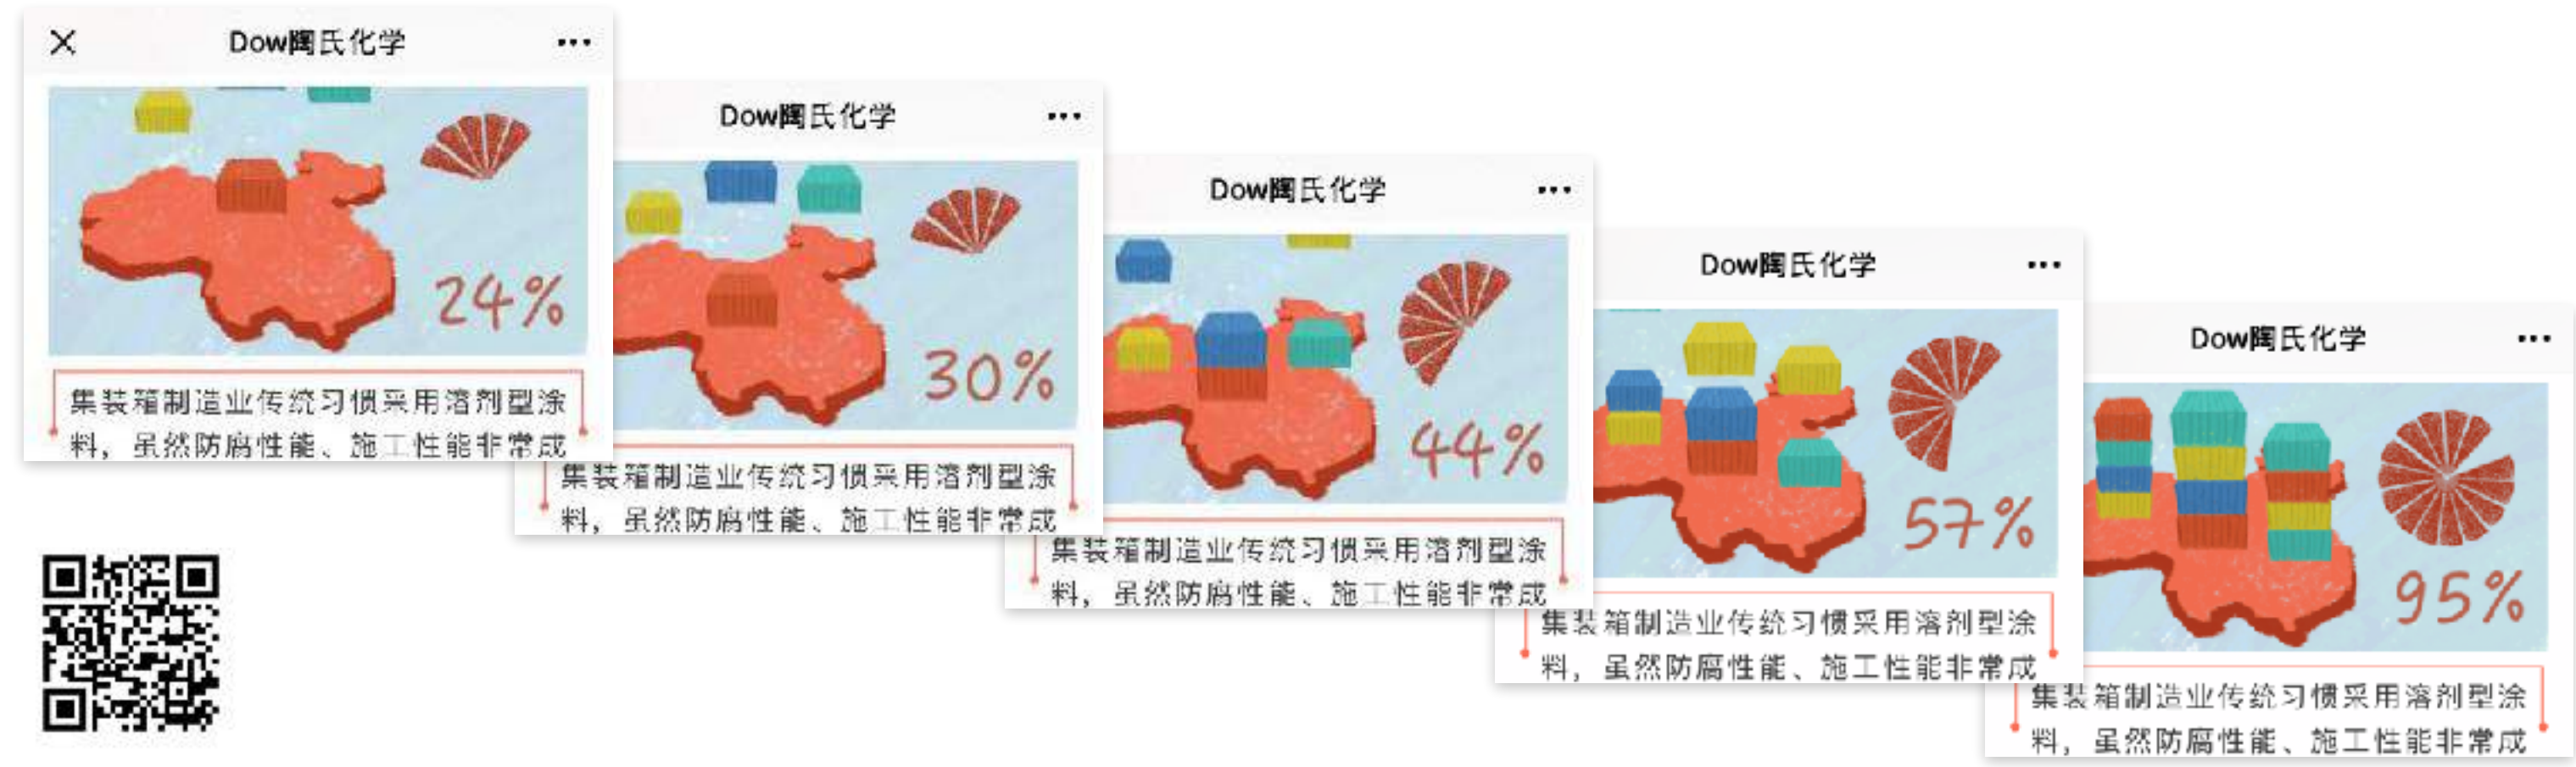 Dow陶氏化学
24%
集装箱制造业传统习惯采用溶剂型涂
料，虽然防腐性能、施工性能非常成
Dow陶氏化学
30%
集装箱制造业传统习惯采用溶剂型涂
料，虽然防腐性能、施工性能非常成
Dow陶氏化学
44%
集装箱制造业传统习惯采用溶剂型涂
料，虽然防腐性能、施工性能非常成
Dow陶氏化学
57%
集装箱制造业传统习惯采用溶剂型涂
料，虽然防腐性能、施工性能非常成
Dow陶氏化学
95%
集装箱制造业传统习惯采用溶剂型涂
料，虽然防腐性能、施工性能非常成